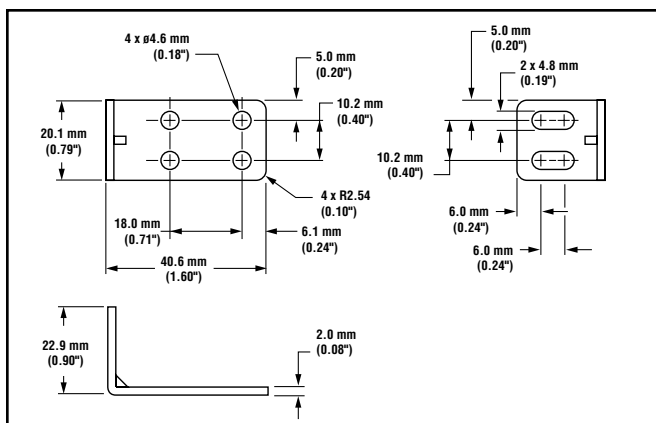 4 x ø4.6 mm
(0.18")
5.0 mm
(0.20")
10.2 mm
(0.40")
20.1 mm
(0.79")
4 x R2.54
(0.10")
18.0 mm
(0.71")
6.1 mm
(0.24")
40.6 mm
(1.60")
5.0 mm
(0.20")
2 x 4.8 mm
(0.19")
10.2 mm
(0.40")
6.0 mm
(0.24")
6.0 mm
(0.24")
22.9 mm
(0.90")
2.0 mm
(0.08")